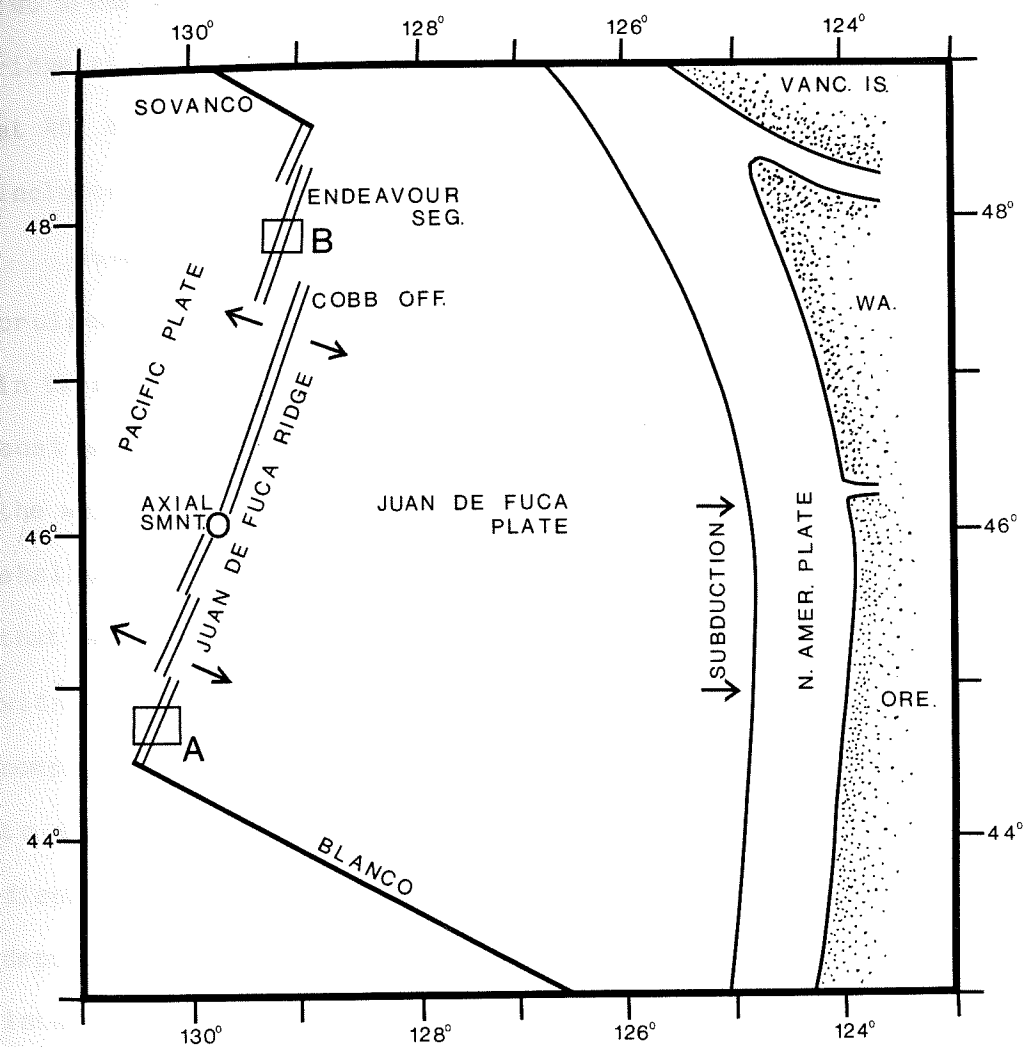 130°
128°
126°
124°
VANC. IS.
SOVANCO
ENDEAVOUR
SEG.
48°
48°
B
COBB OFF.
WA.
PACIFIC PLATE
JUAN DE FUCA RIDGE
AXIAL
SMNT.
JUAN DE FUCA
PLATE
46°
46°
SUBDUCTION
N. AMER. PLATE
ORE.
A
44°
44°
BLANCO
130°
128°
126°
124°